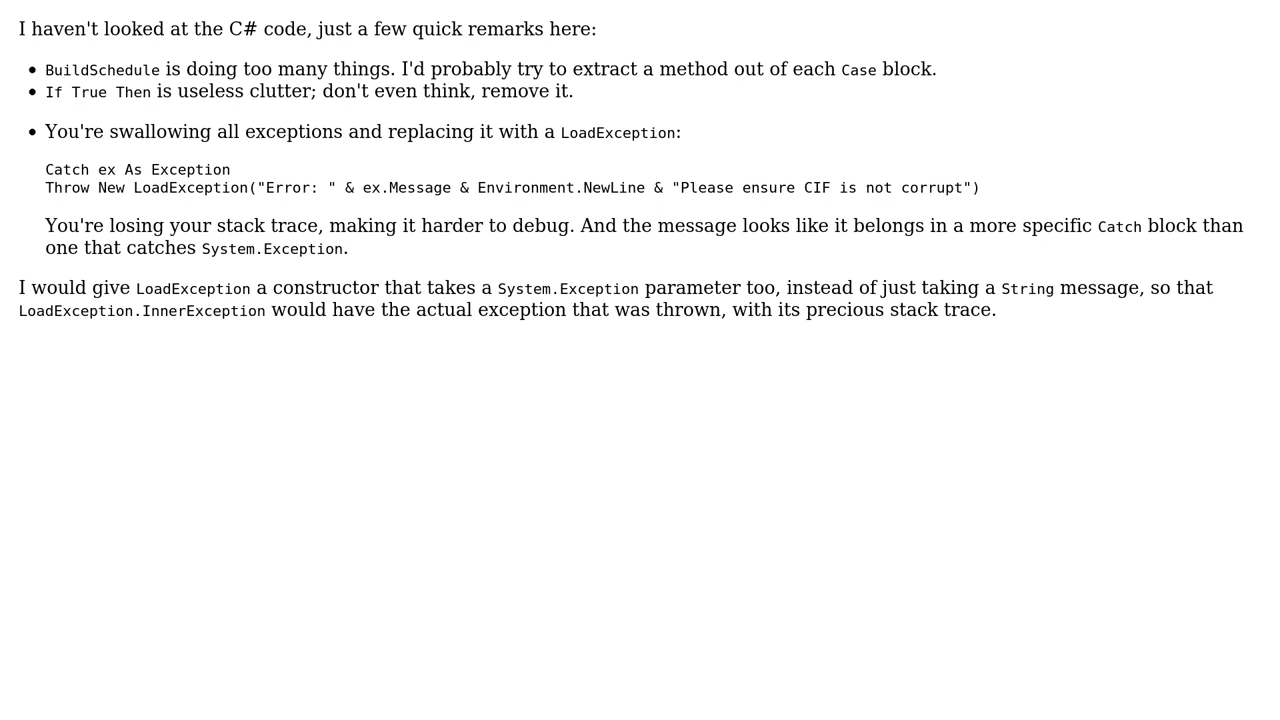 I haven't looked at the C# code, just a few quick remarks here:
BuildSchedule is doing too many things. I'd probably try to extract a method out of each Case block.
If True Then is useless clutter; don't even think, remove it.
You're swallowing all exceptions and replacing it with a LoadException:
Catch ex As Exception
Throw New LoadException("Error: " & ex.Message & Environment.NewLine & "Please ensure CIF is not corrupt")
You're losing your stack trace, making it harder to debug. And the message looks like it belongs in a more specific Catch block than
one that catches System.Exception.
I would give LoadException a constructor that takes a System.Exception parameter too, instead of just taking a String message, so that
LoadException.InnerException would have the actual exception that was thrown, with its precious stack trace.